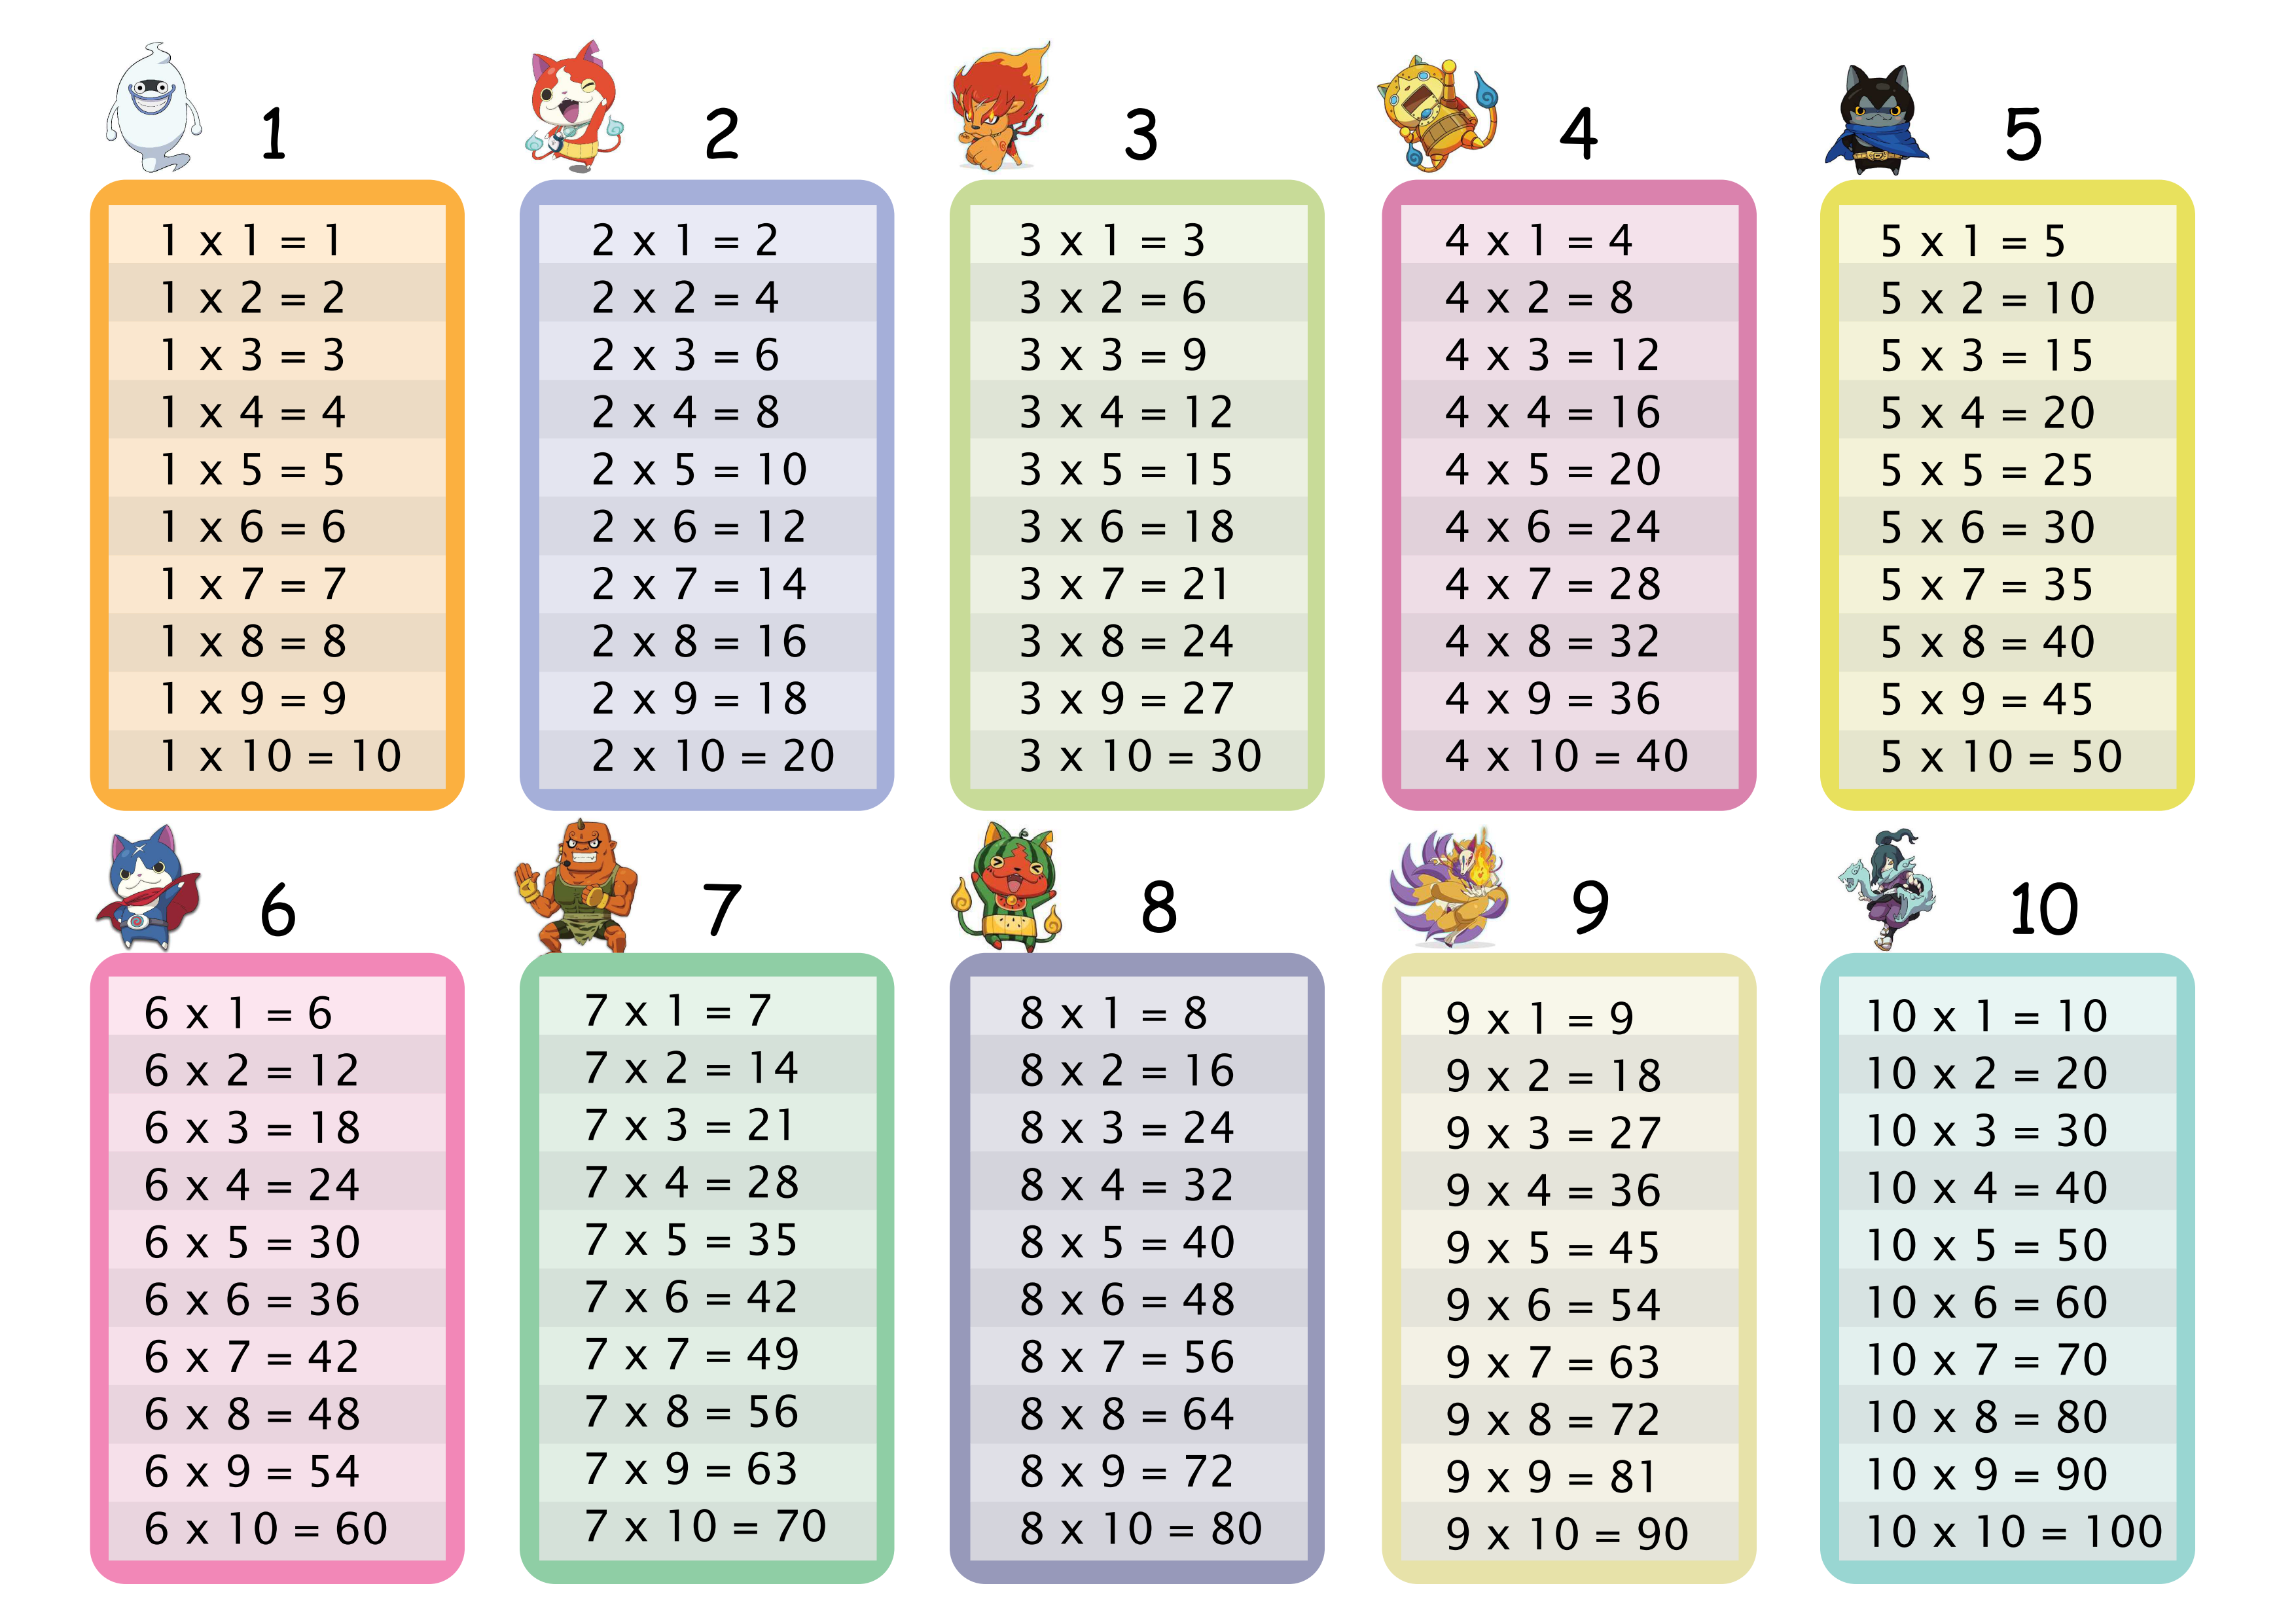 1
1 x 1 = 1
1 x 2 = 2
1 x 3 = 3
1 x 4 = 4
1 x 5 = 5
1 x 6 = 6
1 x 7 = 7
1 x 8 = 8
1 x 9 = 9
1 x 10 = 10
2
2 x 1 = 2
2 x 2 = 4
2 x 3 = 6
2 x 4 = 8
2 x 5 = 10
2 x 6 = 12
2 x 7 = 14
2 x 8 = 16
2 x 9 = 18
2 x 10 = 20
3
3 x 1 = 3
3 x 2 = 6
3 x 3 = 9
3 x 4 = 12
3 x 5 = 15
3 x 6 = 18
3 x 7 = 21
3 x 8 = 24
3 x 9 = 27
3 x 10 = 30
4
4 x 1 = 4
4 x 2 = 8
4 x 3 = 12
4 x 4 = 16
4 x 5 = 20
4 x 6 = 24
4 x 7 = 28
4 x 8 = 32
4 x 9 = 36
4 x 10 = 40
5
5 x 1 = 5
5 x 2 = 10
5 x 3 = 15
5 x 4 = 20
5 x 5 = 25
5 x 6 = 30
5 x 7 = 35
5 x 8 = 40
5 x 9 = 45
5 x 10 = 50
6
6 x 1 = 6
6 x 2 = 12
6 x 3 = 18
6 x 4 = 24
6 x 5 = 30
6 x 6 = 36
6 x 7 = 42
6 x 8 = 48
6 x 9 = 54
6 x 10 = 60
7
7 x 1 = 7
7 x 2 = 14
7 x 3 = 21
7 x 4 = 28
7 x 5 = 35
7 x 6 = 42
7 x 7 = 49
7 x 8 = 56
7 x 9 = 63
7 x 10 = 70
8
8 x 1 = 8
8 x 2 = 16
8 x 3 = 24
8 x 4 = 32
8 x 5 = 40
8 x 6 = 48
8 x 7 = 56
8 x 8 = 64
8 x 9 = 72
8 x 10 = 80
9
9 x 1 = 9
9 x 2 = 18
9 x 3 = 27
9 x 4 = 36
9 x 5 = 45
9 x 6 = 54
9 x 7 = 63
9 x 8 = 72
9 x 9 = 81
9 x 10 = 90
10
10 x 1 = 10
10 x 2 = 20
10 x 3 = 30
10 x 4 = 40
10 x 5 = 50
10 x 6 = 60
10 x 7 = 70
10 x 8 = 80
10 x 9 = 90
10 x 10 = 100